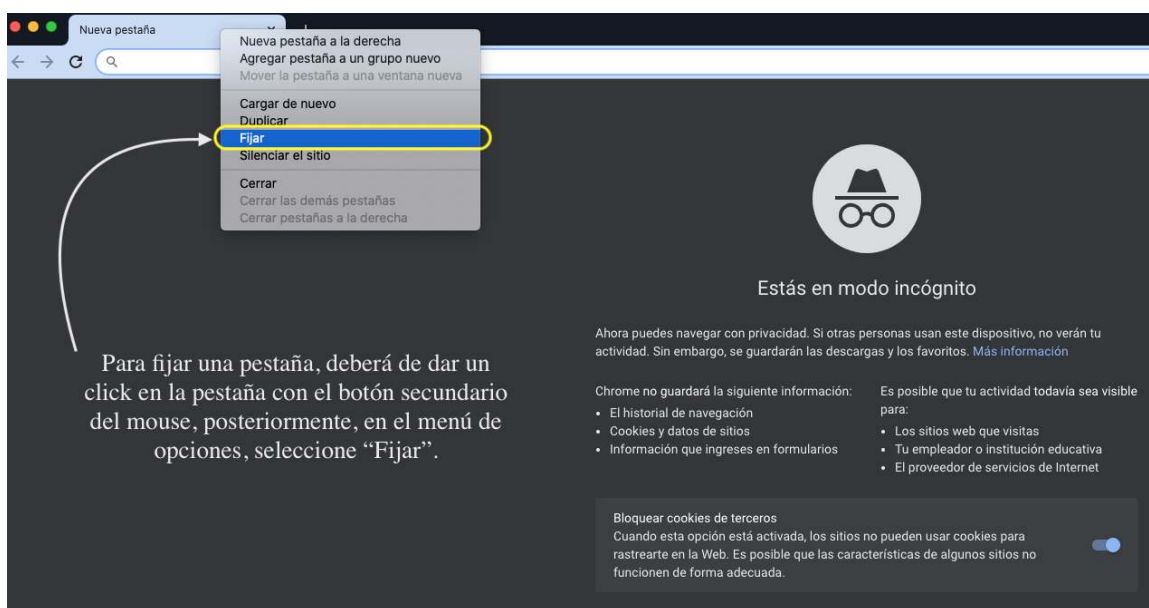 Nueva pestaña
Nueva pestaña a la derecha
Agregar pestaña a un grupo nuevo
Mover la pestaña a una ventana nueva
Cargar de nuevo
Duplicar
Fijar
Silenciar el sitio
Cerrar
Cerrar las demás pestañas
Cerrar pestañas a la derecha
Para fijar una pestaña, deberá de dar un
click en la pestaña con el botón secundario
del mouse, posteriormente, en el menú de
opciones, seleccione “Fijar”.
Estás en modo incógnito
Ahora puedes navegar con privacidad. Si otras personas usan este dispositivo, no verán tu
actividad. Sin embargo, se guardarán las descargas y los favoritos. Más información
Chrome no guardará la siguiente información:
• El historial de navegación
• Cookies y datos de sitios
• Información que ingreses en formularios
Es posible que tu actividad todavía sea visible
para:
• Los sitios web que visitas
• Tu empleador o institución educativa
• El proveedor de servicios de Internet
Bloquear cookies de terceros
Cuando esta opción está activada, los sitios no pueden usar cookies para
rastrearte en la Web. Es posible que las características de algunos sitios no
funcionen de forma adecuada.